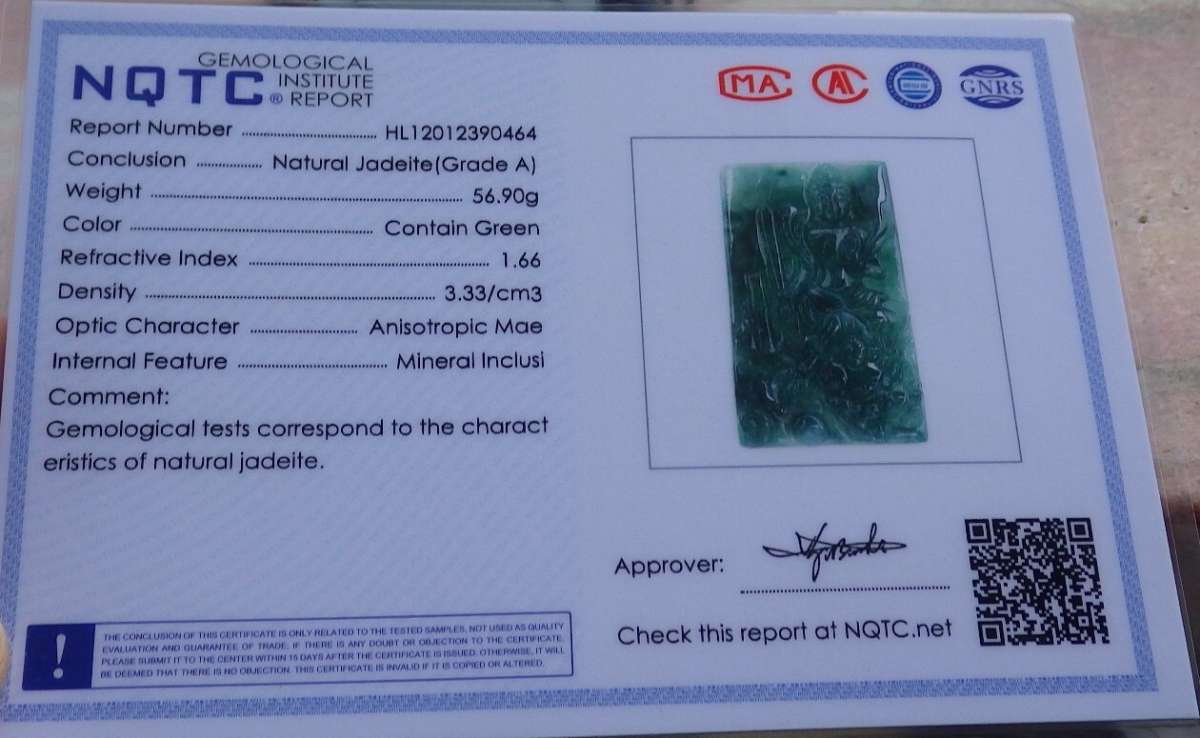 NQTC® GEMOLOGICAL INSTITUTE REPORT
MA
AL
GNRS
Report Number HL12012390464
Conclusion Natural Jadeite(Grade A)
Weight 56.90g
Color Contain Green
Refractive Index 1.66
Density 3.33/cm3
Optic Character Anisotropic Mae
Internal Feature Mineral Inclusi
Comment:
Gemological tests correspond to the charact
eristics of natural jadeite.
Approver:
Check this report at NQTC.net
!
THE CONCLUSION OF THIS CERTIFICATE IS ONLY RELATED TO THE TESTED SAMPLES, NOT USED AS QUALITY
EVALUATION AND GUARANTEE OF TRADE. IF THERE IS ANY DOUBT OR OBJECTION TO THE CERTIFICATE,
PLEASE SUBMIT IT TO THE CENTER WITHIN 15 DAYS AFTER THE CERTIFICATE IS ISSUED. OTHERWISE, IT WILL
BE DEEMED THAT THERE IS NO OBJECTION. THIS CERTIFICATE IS INVALID IF IT IS COPIED OR ALTERED.